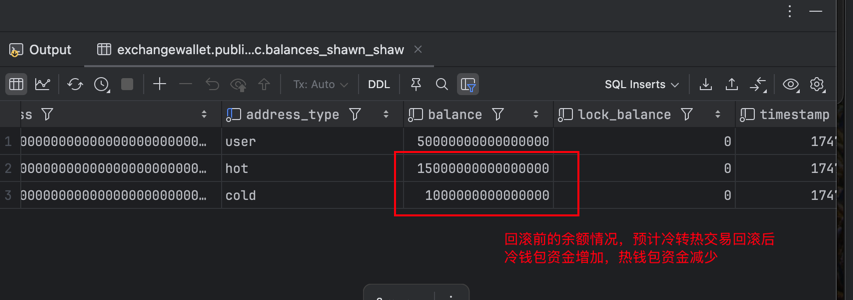 Output
exchangewallet.publi...c.balances_shawn_shaw
Tx: Auto
DDL
SQL Inserts
ss
address_type
balance
lock_balance
timestamp
1 00000000000000000000000… user 50000000000000000 0 174
2 00000000000000000000000… hot 15000000000000000 0 174
3 00000000000000000000000… cold 1000000000000000 0 174
回滚前的余额情况，预计冷转热交易回滚后
冷钱包资金增加，热钱包资金减少